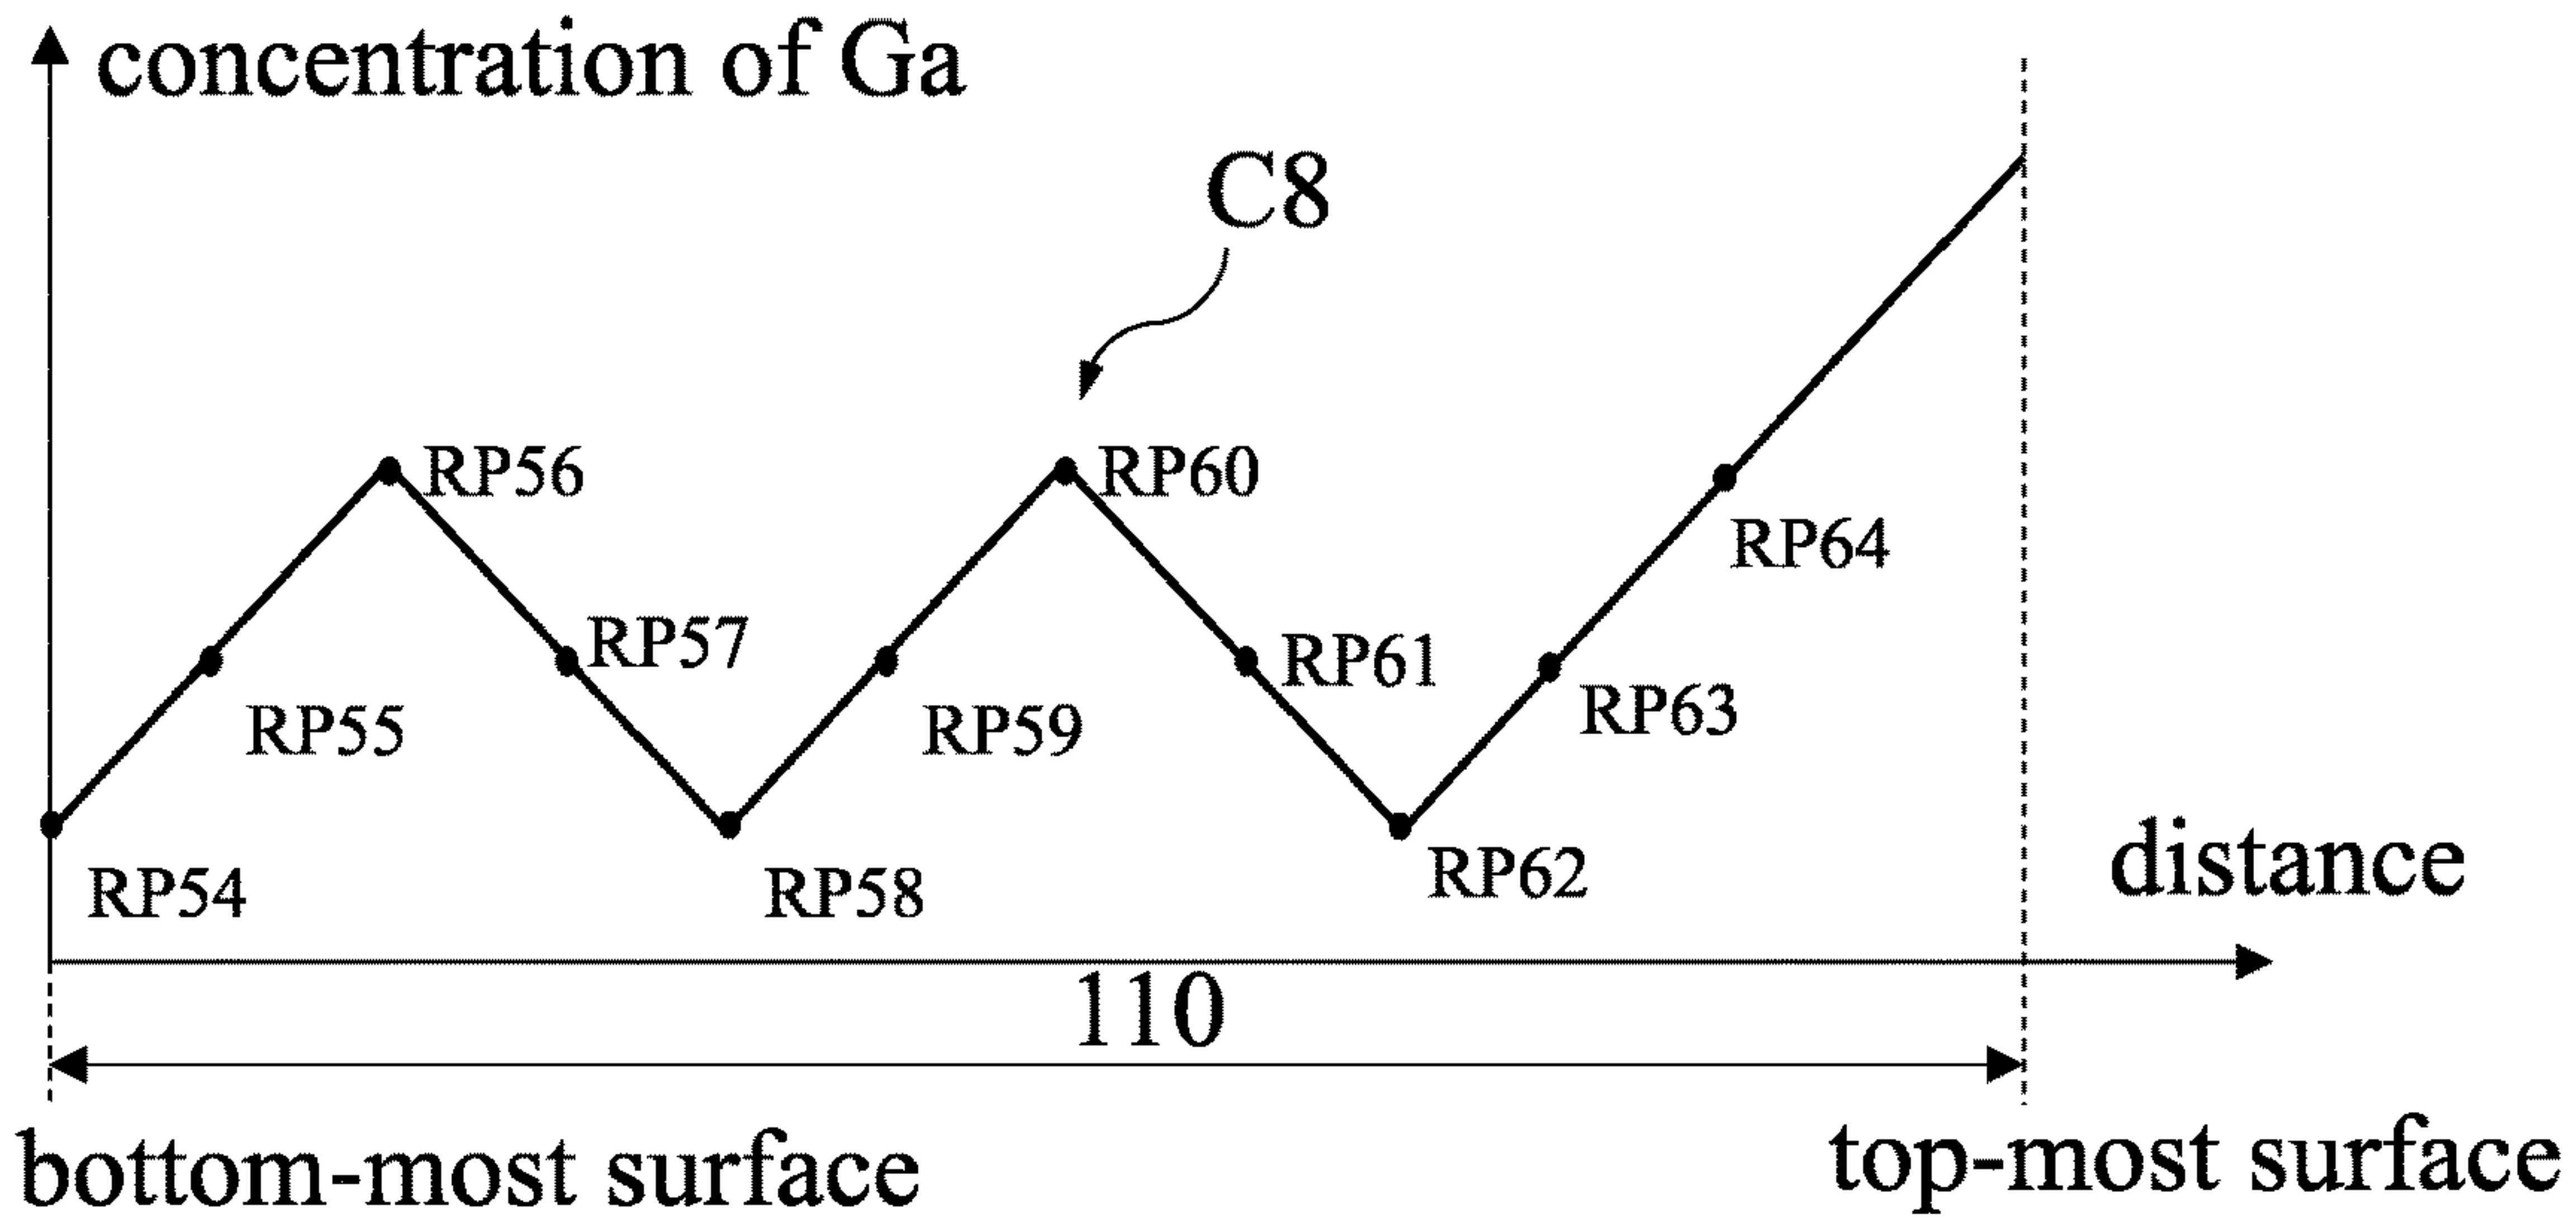 concentration of Ga
C8
RP56
RP60
RP64
RP57
RP61
RP55
RP59
RP63
RP54
RP58
RP62
distance
110
bottom-most surface
top-most surface